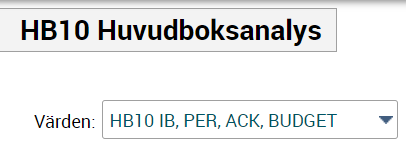 HB10 Huvudboksanalys
Värden: HB10 IB, PER, ACK, BUDGET